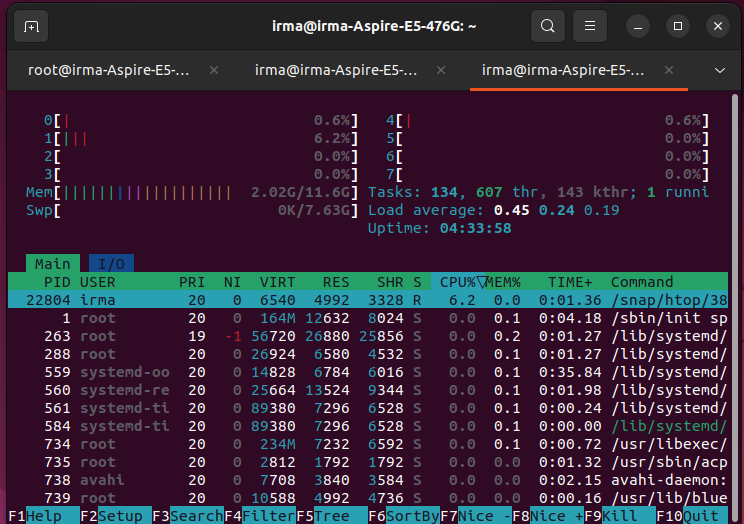 irma@irma-Aspire-E5-476G: ~
root@irma-Aspire-E5-... irma@irma-Aspire-E5-... irma@irma-Aspire-E5-...
0[| 0.6%] 4[| 0.6%]
1[||| 6.2%] 5[ 0.0%]
2[ 0.0%] 6[ 0.0%]
3[ 0.0%] 7[ 0.0%]
Mem[||||||||||||||||||| 2.02G/11.6G] Tasks: 134, 607 thr, 143 kthr; 1 runni
Swp[ 0K/7.63G] Load average: 0.45 0.24 0.19
Uptime: 04:33:58
Main I/O
PID USER PRI NI VIRT RES SHR S CPU%▽MEM% TIME+ Command
22804 irma 20 0 6540 4992 3328 R 6.2 0.0 0:01.36 /snap/htop/38
1 root 20 0 164M 12632 8024 S 0.0 0.1 0:04.18 /sbin/init sp
263 root 19 -1 56720 26880 25856 S 0.0 0.2 0:01.27 /lib/systemd/
288 root 20 0 26924 6580 4532 S 0.0 0.1 0:01.27 /lib/systemd/
559 systemd-oo 20 0 14828 6784 6016 S 0.0 0.1 0:35.84 /lib/systemd/
560 systemd-re 20 0 25664 13524 9344 S 0.0 0.1 0:01.98 /lib/systemd/
561 systemd-ti 20 0 89380 7296 6528 S 0.0 0.1 0:00.24 /lib/systemd/
584 systemd-ti 20 0 89380 7296 6528 S 0.0 0.1 0:00.00 /lib/systemd/
734 root 20 0 234M 7232 6592 S 0.0 0.1 0:00.72 /usr/libexec/
735 root 20 0 2812 1792 1792 S 0.0 0.0 0:01.32 /usr/sbin/acp
738 avahi 20 0 7708 3840 3584 S 0.0 0.0 0:02.15 avahi-daemon:
739 root 20 0 10588 4992 4736 S 0.0 0.0 0:00.16 /usr/lib/blue
F1Help F2Setup F3SearchF4FilterF5Tree F6SortByF7Nice -F8Nice +F9Kill F10Quit